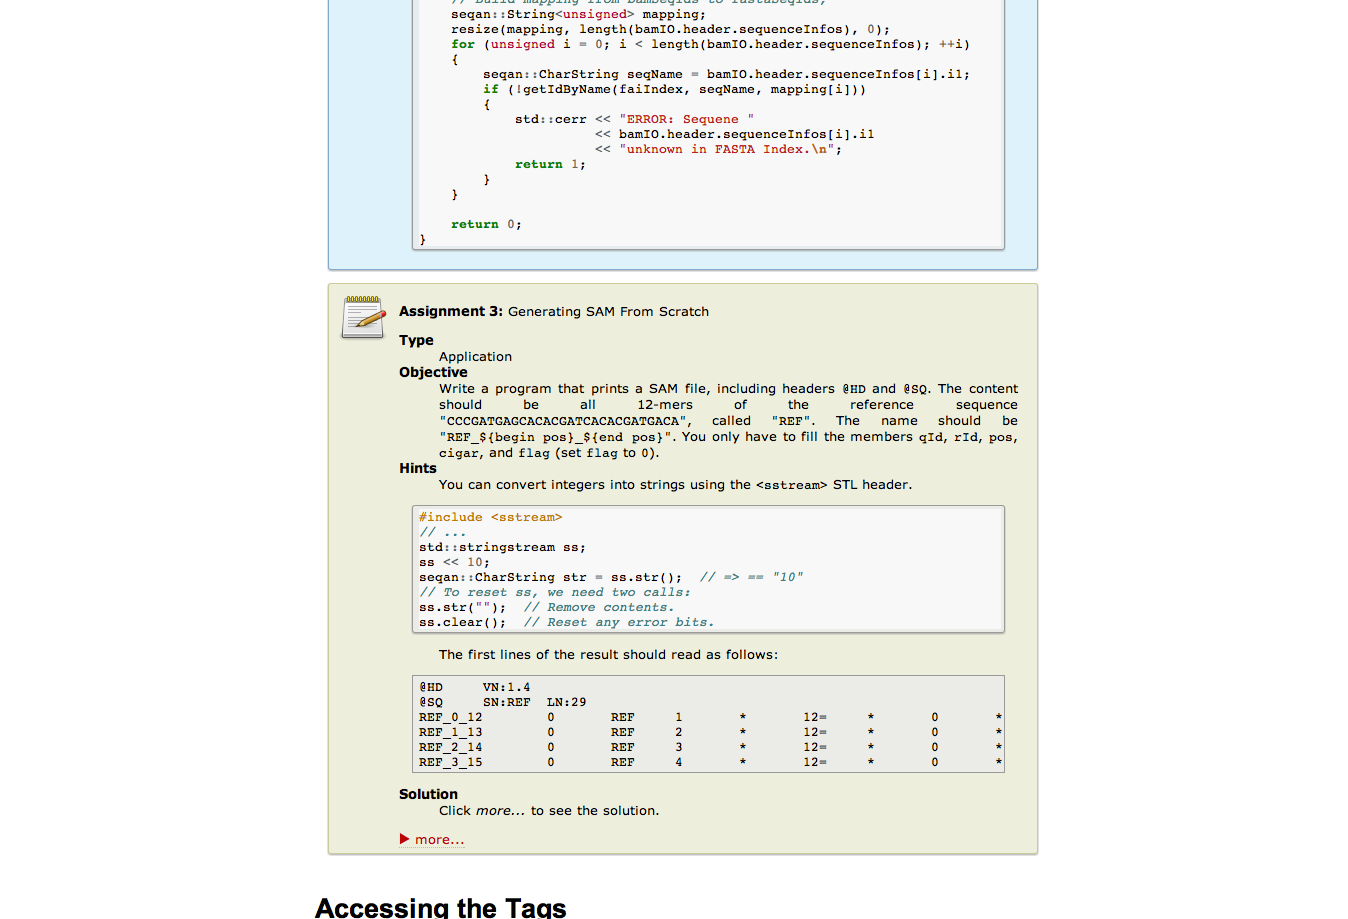 // Build mapping from bamSeqIds to fastaSeqIds;
seqan::String<unsigned> mapping;
resize(mapping, length(bamIO.header.sequenceInfos), 0);
for (unsigned i = 0; i < length(bamIO.header.sequenceInfos); ++i)
{
seqan::CharString seqName = bamIO.header.sequenceInfos[i].i1;
if (!getIdByName(faiIndex, seqName, mapping[i]))
{
std::cerr << "ERROR: Sequene "
<< bamIO.header.sequenceInfos[i].i1
<< "unknown in FASTA Index.\n";
return 1;
}
}
return 0;
}
Assignment 3: Generating SAM From Scratch
Type
Application
Objective
Write a program that prints a SAM file, including headers @HD and @SQ. The content
should be all 12-mers of the reference sequence
"CCCGATGAGCACACGATCACACGATGACA", called "REF". The name should be
"REF_${begin pos}_${end pos}". You only have to fill the members qId, rId, pos,
cigar, and flag (set flag to 0).
Hints
You can convert integers into strings using the <sstream> STL header.
#include <sstream>
// ...
std::stringstream ss;
ss << 10;
seqan::CharString str = ss.str(); // => == "10"
// To reset ss, we need two calls:
ss.str(""); // Remove contents.
ss.clear(); // Reset any error bits.
The first lines of the result should read as follows:
@HD VN:1.4
@SQ SN:REF LN:29
REF_0_12 0 REF 1 * 12= * 0 *
REF_1_13 0 REF 2 * 12= * 0 *
REF_2_14 0 REF 3 * 12= * 0 *
REF_3_15 0 REF 4 * 12= * 0 *
Solution
Click more... to see the solution.
more...
Accessing the Tags